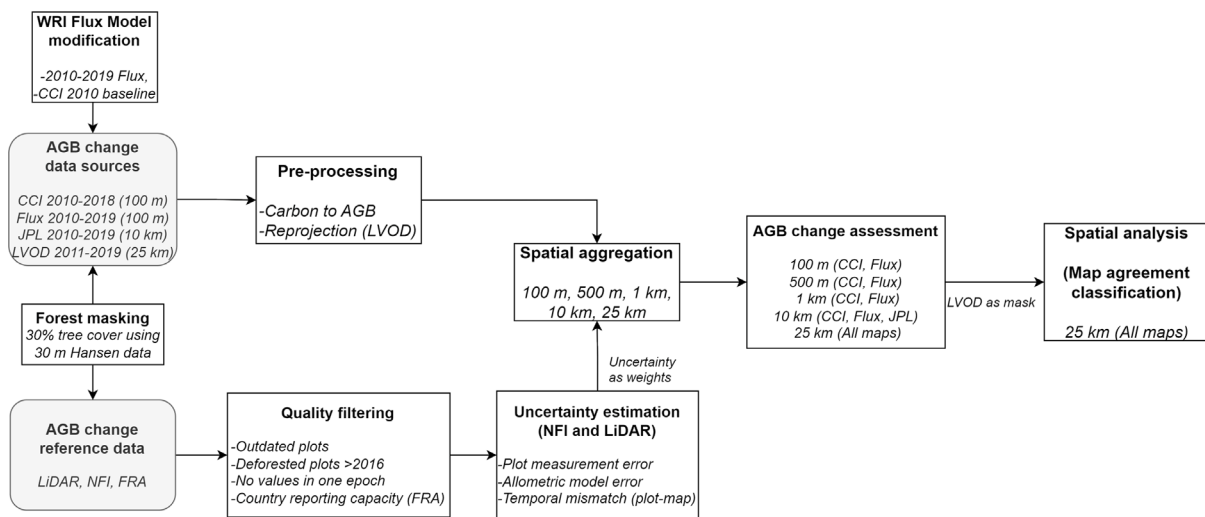 WRI Flux Model
modification
-2010-2019 Flux,
-CCI 2010 baseline
AGB change
data sources
CCI 2010-2018 (100 m)
Flux 2010-2019 (100 m)
JPL 2010-2019 (10 km)
LVOD 2011-2019 (25 km)
Forest masking
30% tree cover using
30 m Hansen data
AGB change
reference data
LiDAR, NFI, FRA
Pre-processing
-Carbon to AGB
-Reprojection (LVOD)
Quality filtering
-Outdated plots
-Deforested plots >2016
-No values in one epoch
-Country reporting capacity (FRA)
Uncertainty estimation
(NFI and LiDAR)
-Plot measurement error
-Allometric model error
-Temporal mismatch (plot-map)
Uncertainty
as weights
Spatial aggregation
100 m, 500 m, 1 km,
10 km, 25 km
AGB change assessment
100 m (CCI, Flux)
500 m (CCI, Flux)
1 km (CCI, Flux)
10 km (CCI, Flux, JPL)
25 km (All maps)
LVOD as mask
Spatial analysis
(Map agreement
classification)
25 km (All maps)